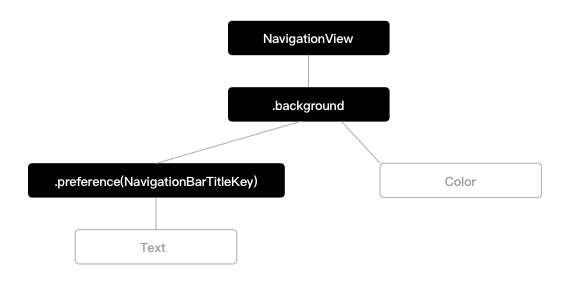 NavigationView
.background
.preference(NavigationBarTitleKey)
Color
Text